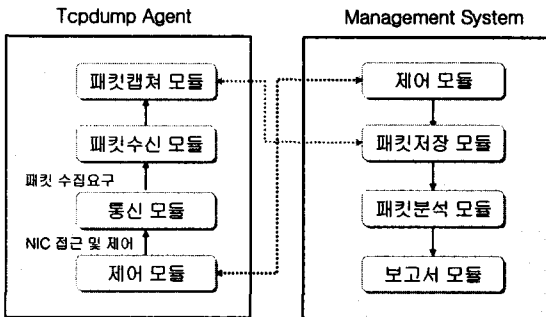 Tcpdump Agent
패킷캡쳐 모듈
패킷수신 모듈
패킷 수집요구
통신 모듈
NIC 접근 및 제어
제어 모듈
Management System
제어 모듈
패킷저장 모듈
패킷분석 모듈
보고서 모듈